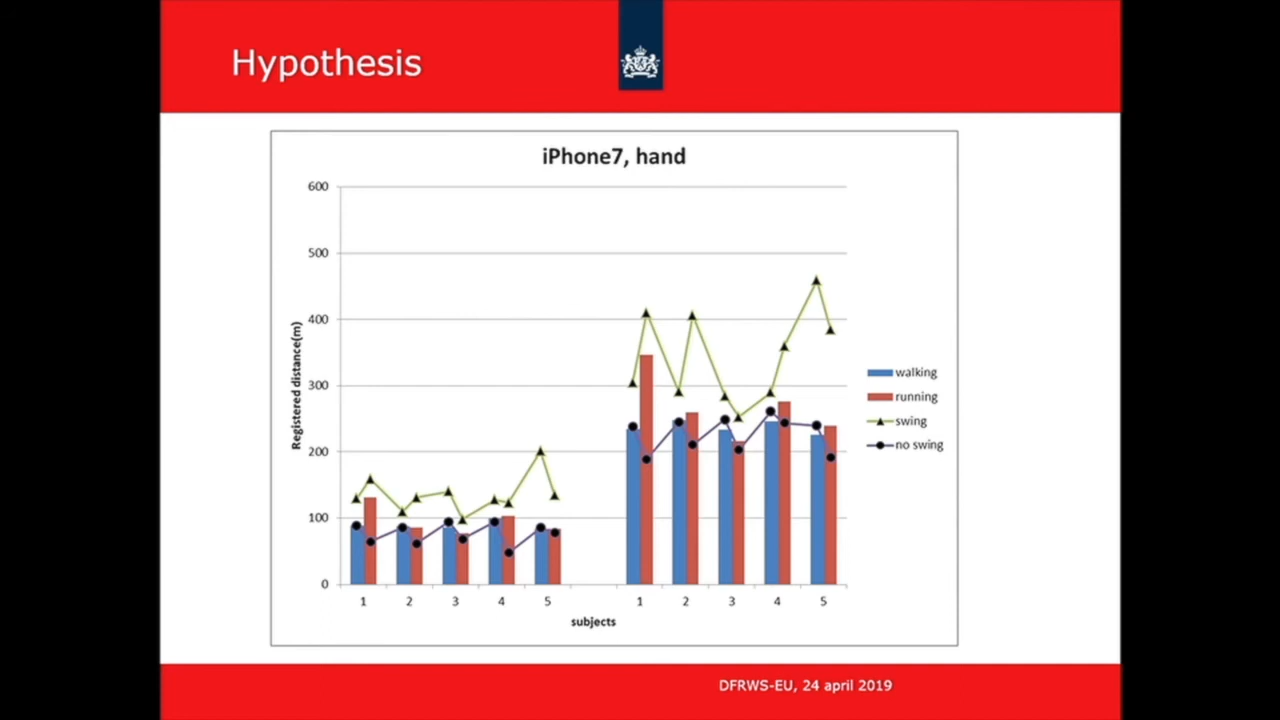 Hypothesis
iPhone7, hand
600
500
400
300
200
100
0
Registered distance(m)
1 2 3 4 5 1 2 3 4 5
subjects
walking
running
swing
no swing
DFRWS-EU, 24 april 2019